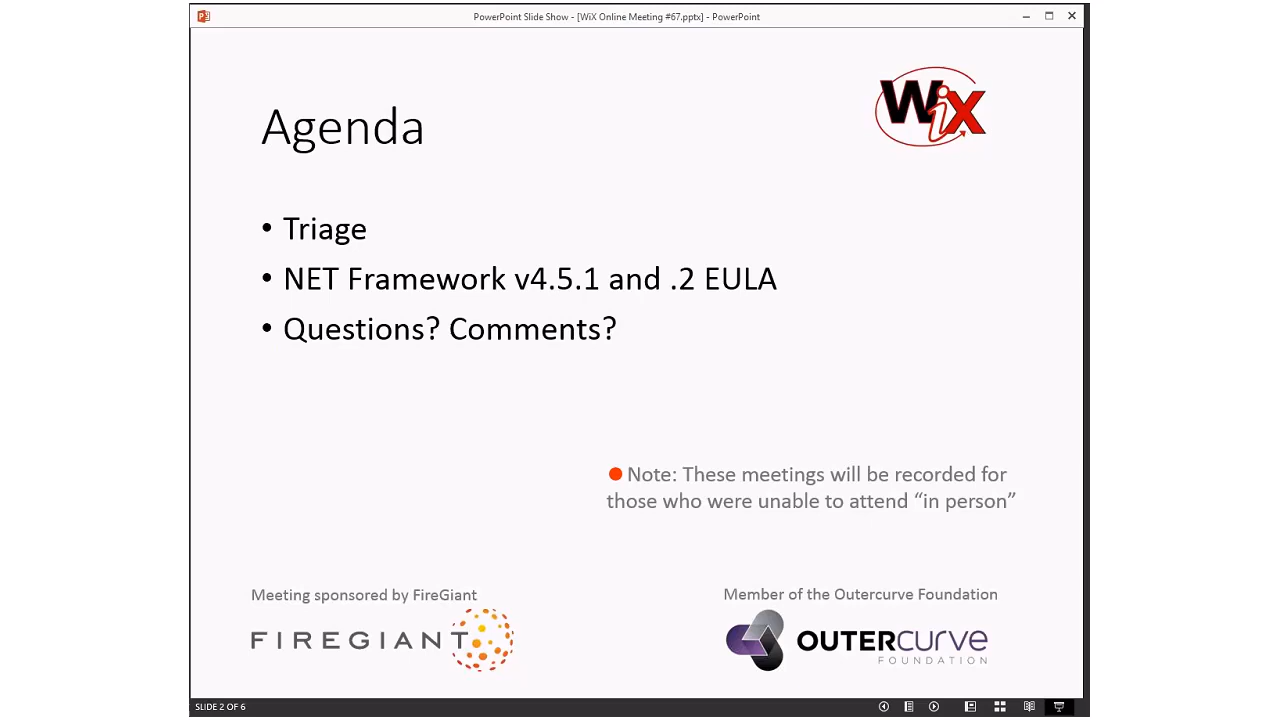 PowerPoint Slide Show - [WiX Online Meeting #67.pptx] - PowerPoint
WiX
Agenda
• Triage
• NET Framework v4.5.1 and .2 EULA
• Questions? Comments?
Note: These meetings will be recorded for
those who were unable to attend “in person”
Meeting sponsored by FireGiant
FIREGIANT
Member of the Outercurve Foundation
OUTERCURVE
FOUNDATION
SLIDE 2 OF 6